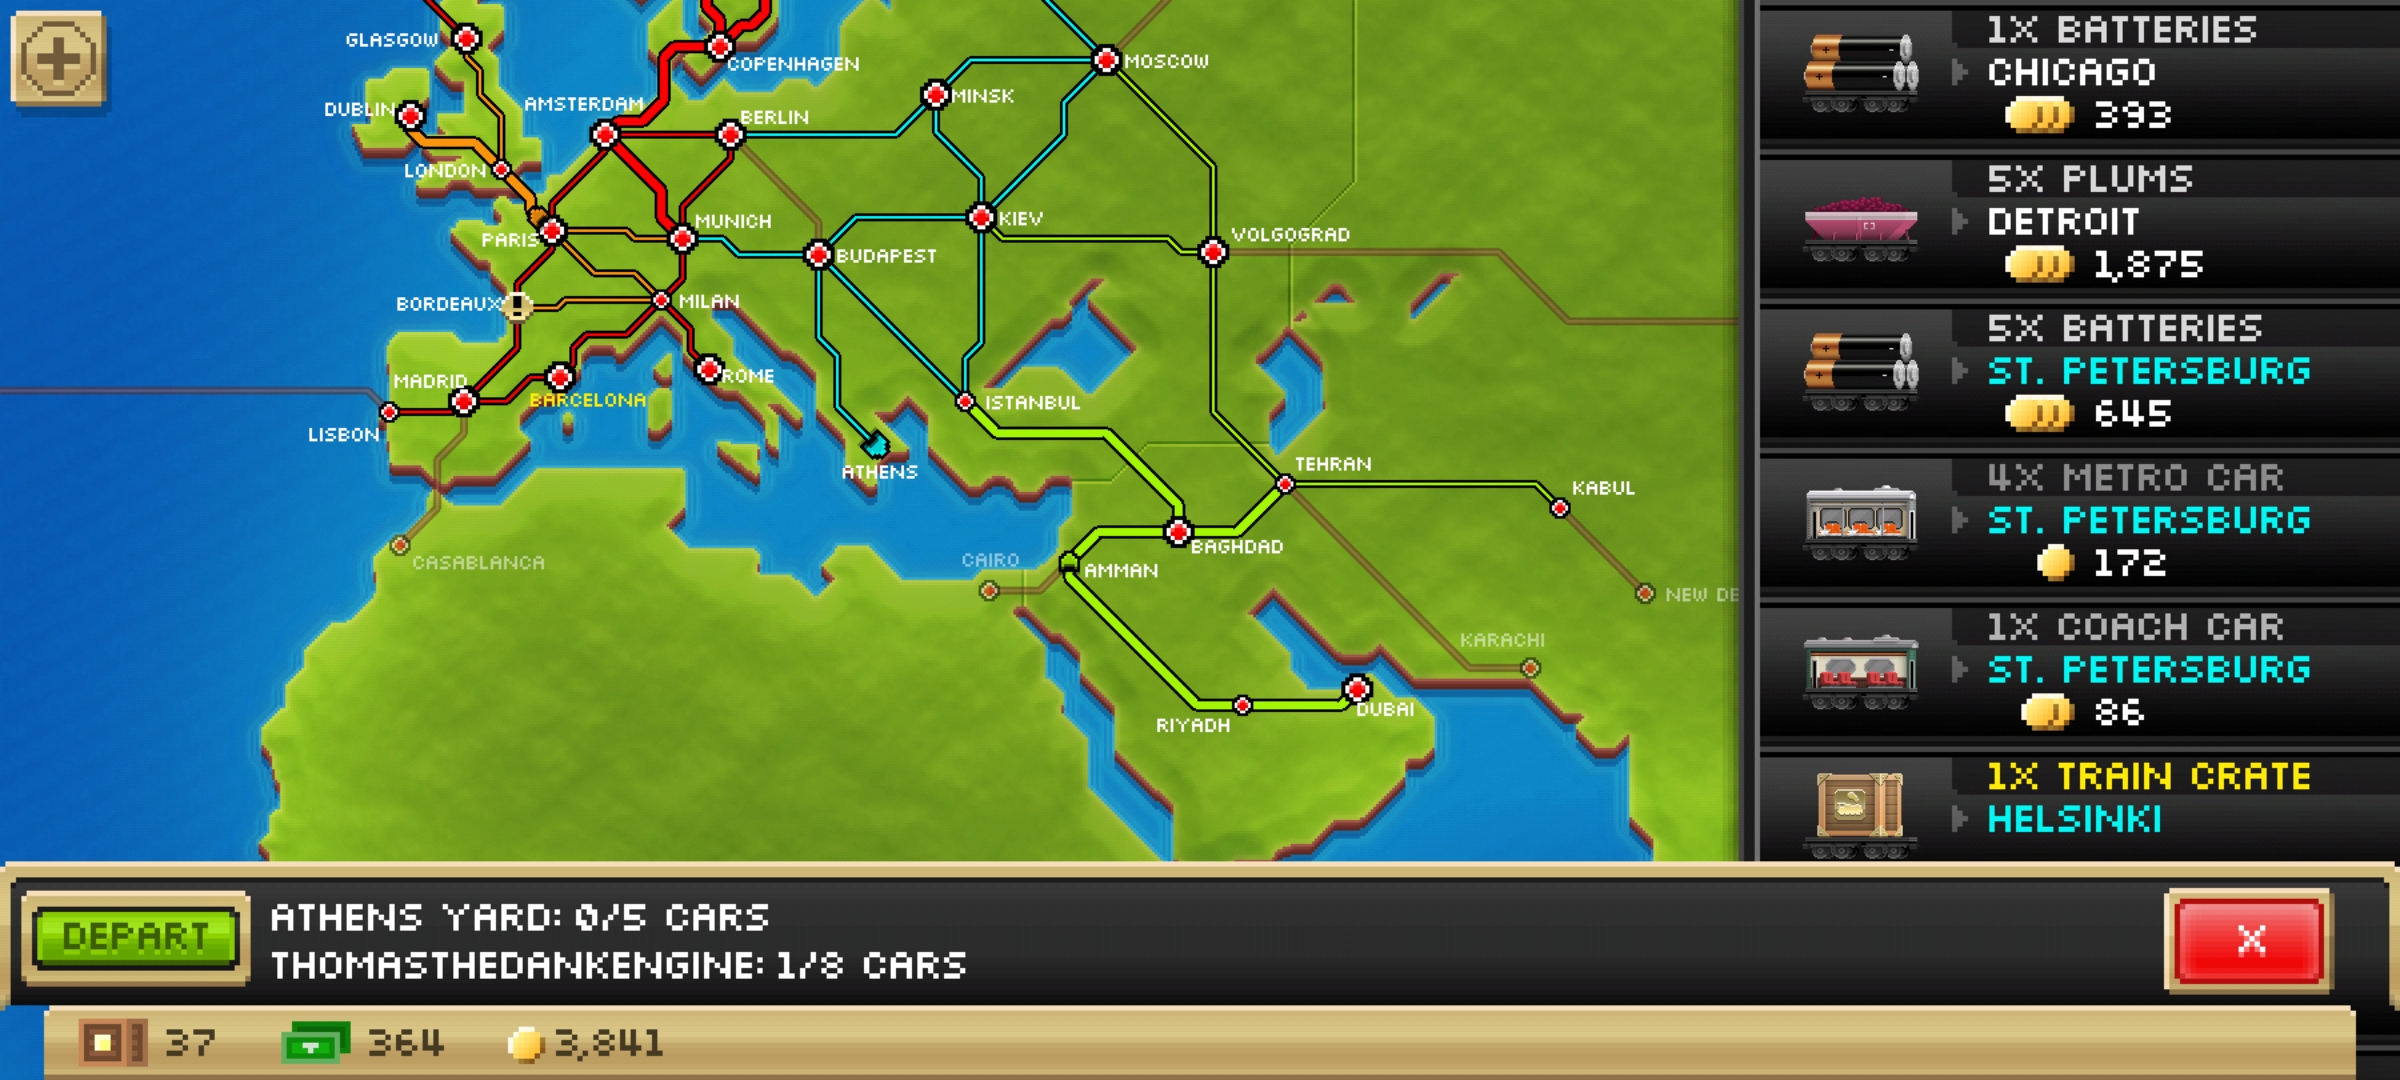 GLASGOW
COPENHAGEN
MOSCOW
DUBLIN
AMSTERDAM
BERLIN
MINSK
LONDON
PARIS
MUNICH
KIEV
VOLGOGRAD
BUDAPEST
BORDEAUX
MILAN
MADRID
ROME
BARCELONA
ISTANBUL
LISBON
ATHENS
TEHRAN
KABUL
CASABLANCA
CAIRO
BAGHDAD
AMMAN
NEW DE
KARACHI
RIYADH
DUBAI
1X BATTERIES
CHICAGO
393
5X PLUMS
DETROIT
1,875
5X BATTERIES
ST. PETERSBURG
645
4X METRO CAR
ST. PETERSBURG
172
1X COACH CAR
ST. PETERSBURG
86
1X TRAIN CRATE
HELSINKI
DEPART
ATHENS YARD: 0/5 CARS
THOMASTHEDANKENGINE: 1/8 CARS
X
37
364
3,841